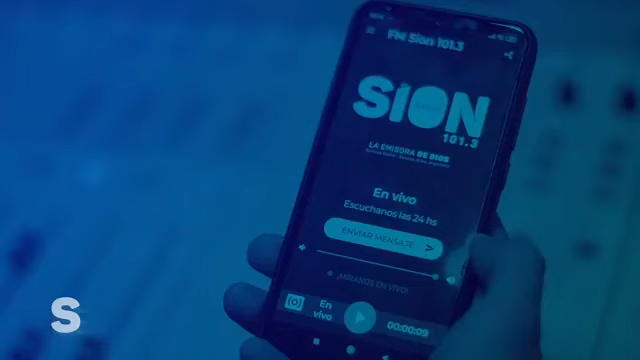 FM Sion 101.3
SION
101.3
LA EMISORA DE DIOS
En vivo
Escuchanos las 24 hs
ENVIAR MENSAJE >
¡MIRANOS EN VIVO!
En
vivo
00:00:09
S